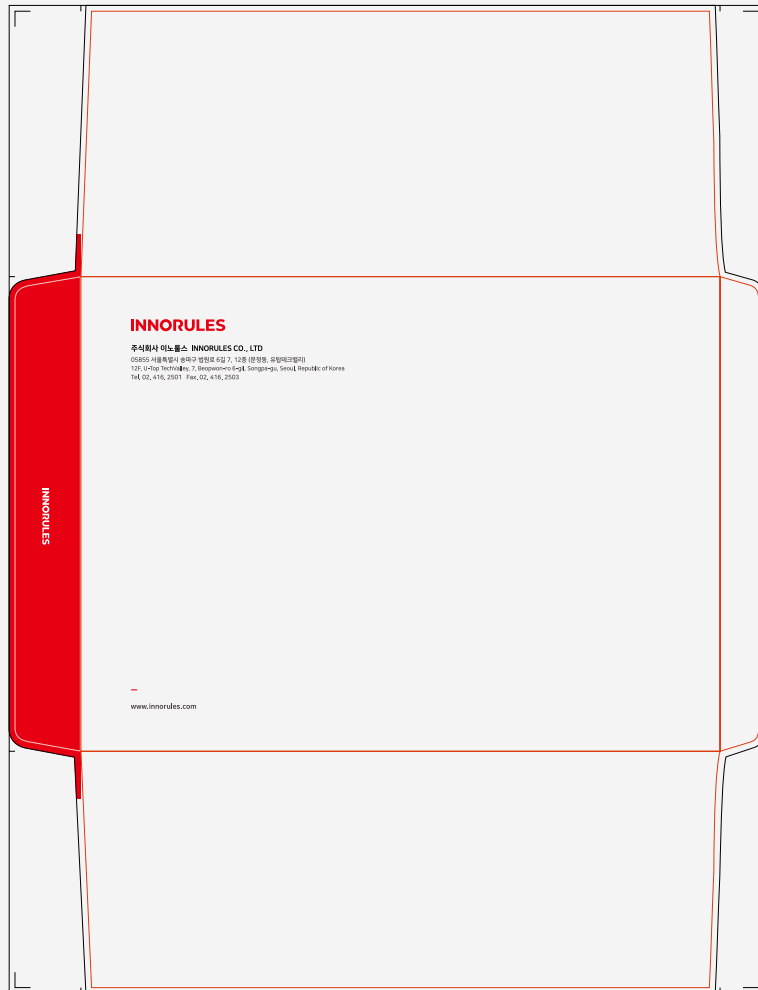 INNORULES
주식회사 이노룰스 INNORULES CO., LTD
05855 서울특별시 송파구 법원로 6길 7, 12층 (문정동, 유탑테크밸리)
12F, U-Top TechValley, 7, Beopwon-ro 6-gil, Songpa-gu, Seoul, Republic of Korea
Tel. 02. 416. 2501 Fax. 02. 416. 2503
INNORULES
www.innorules.com